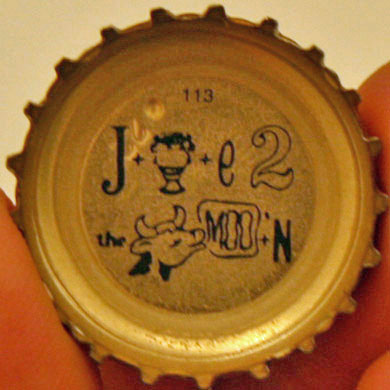 113
J + + e 2
the MOO + 'N